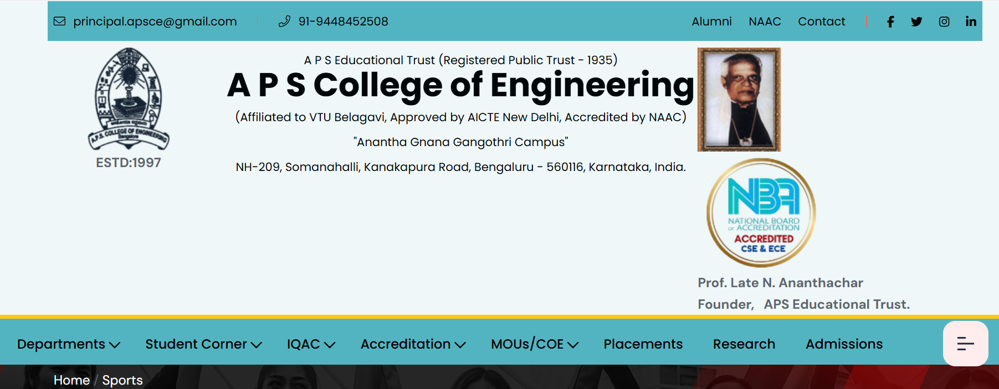 principal.apsce@gmail.com
91-9448452508
Alumni
NAAC
Contact
A P S Educational Trust (Registered Public Trust - 1935)
A P S College of Engineering
(Affiliated to VTU Belagavi, Approved by AICTE New Delhi, Accredited by NAAC)
"Anantha Gnana Gangothri Campus"
NH-209, Somanahalli, Kanakapura Road, Bengaluru - 560116, Karnataka, India.
A.P.S. COLLEGE OF ENGINEERING
Bangalore
ESTD:1997
NBA
NATIONAL BOARD
of ACCREDITATION
ACCREDITED
CSE & ECE
Prof. Late N. Ananthachar
Founder, APS Educational Trust.
Departments
Student Corner
IQAC
Accreditation
MOUs/COE
Placements
Research
Admissions
Home / Sports